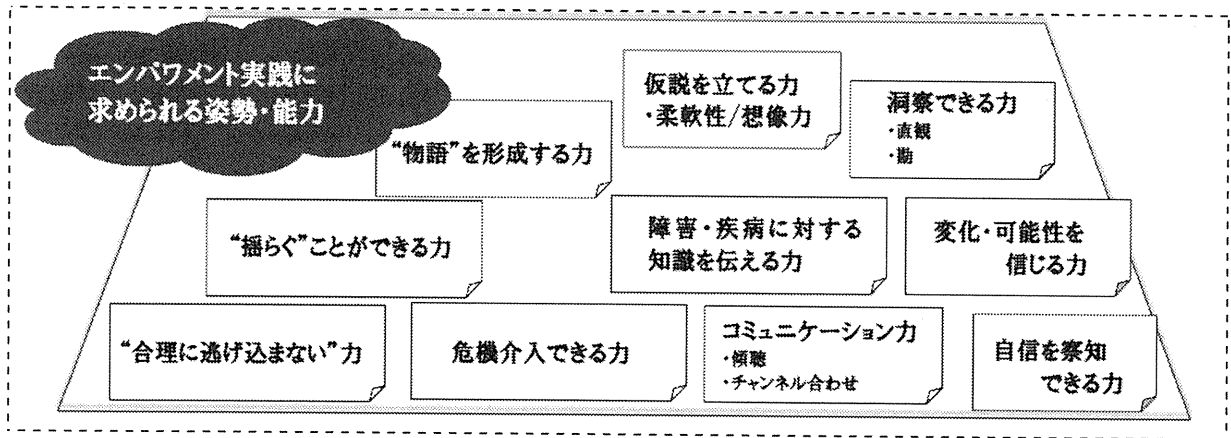 エンパワメント実践に
求められる姿勢・能力
仮説を立てる力
・柔軟性/想像力
洞察できる力
・直観
・勘
“物語”を形成する力
“揺らぐ”ことができる力
障害・疾病に対する
知識を伝える力
変化・可能性を
信じる力
“合理に逃げ込まない”力
危機介入できる力
コミュニケーション力
・傾聴
・チャンネル合わせ
自信を察知
できる力